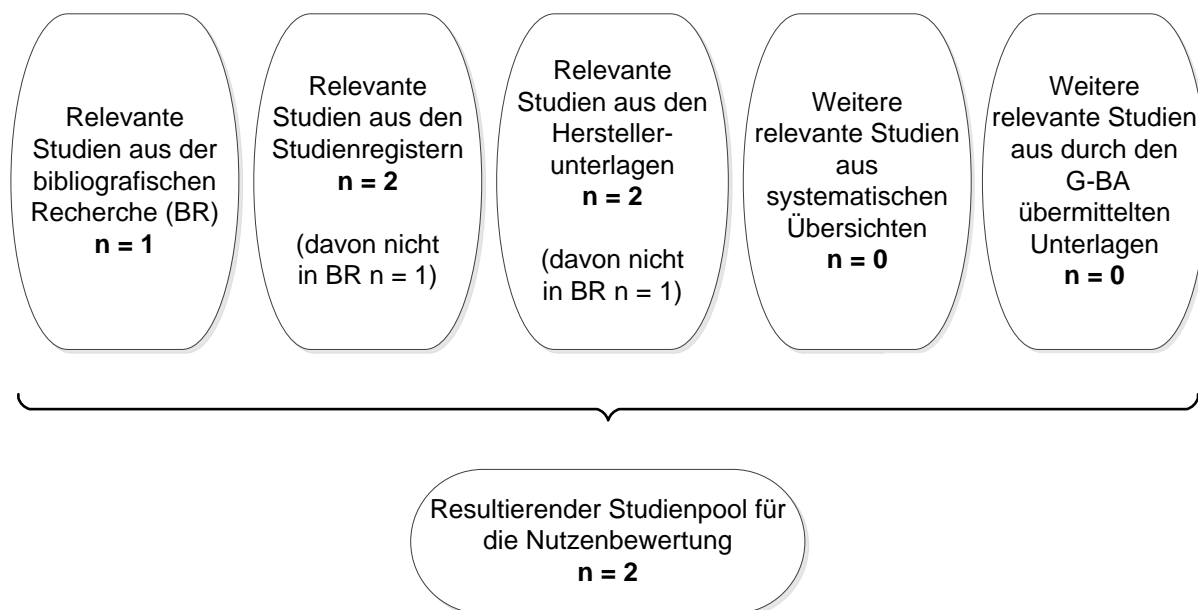 Relevante
Studien aus der
bibliografischen
Recherche (BR)
n = 1
Relevante
Studien aus den
Studienregistern
n = 2
(davon nicht
in BR n = 1)
Relevante
Studien aus den
Hersteller-
unterlagen
n = 2
(davon nicht
in BR n = 1)
Weitere
relevante Studien
aus
systematischen
Übersichten
n = 0
Weitere
relevante Studien
aus durch den
G-BA
übermittelten
Unterlagen
n = 0
Resultierender Studienpool für
die Nutzenbewertung
n = 2